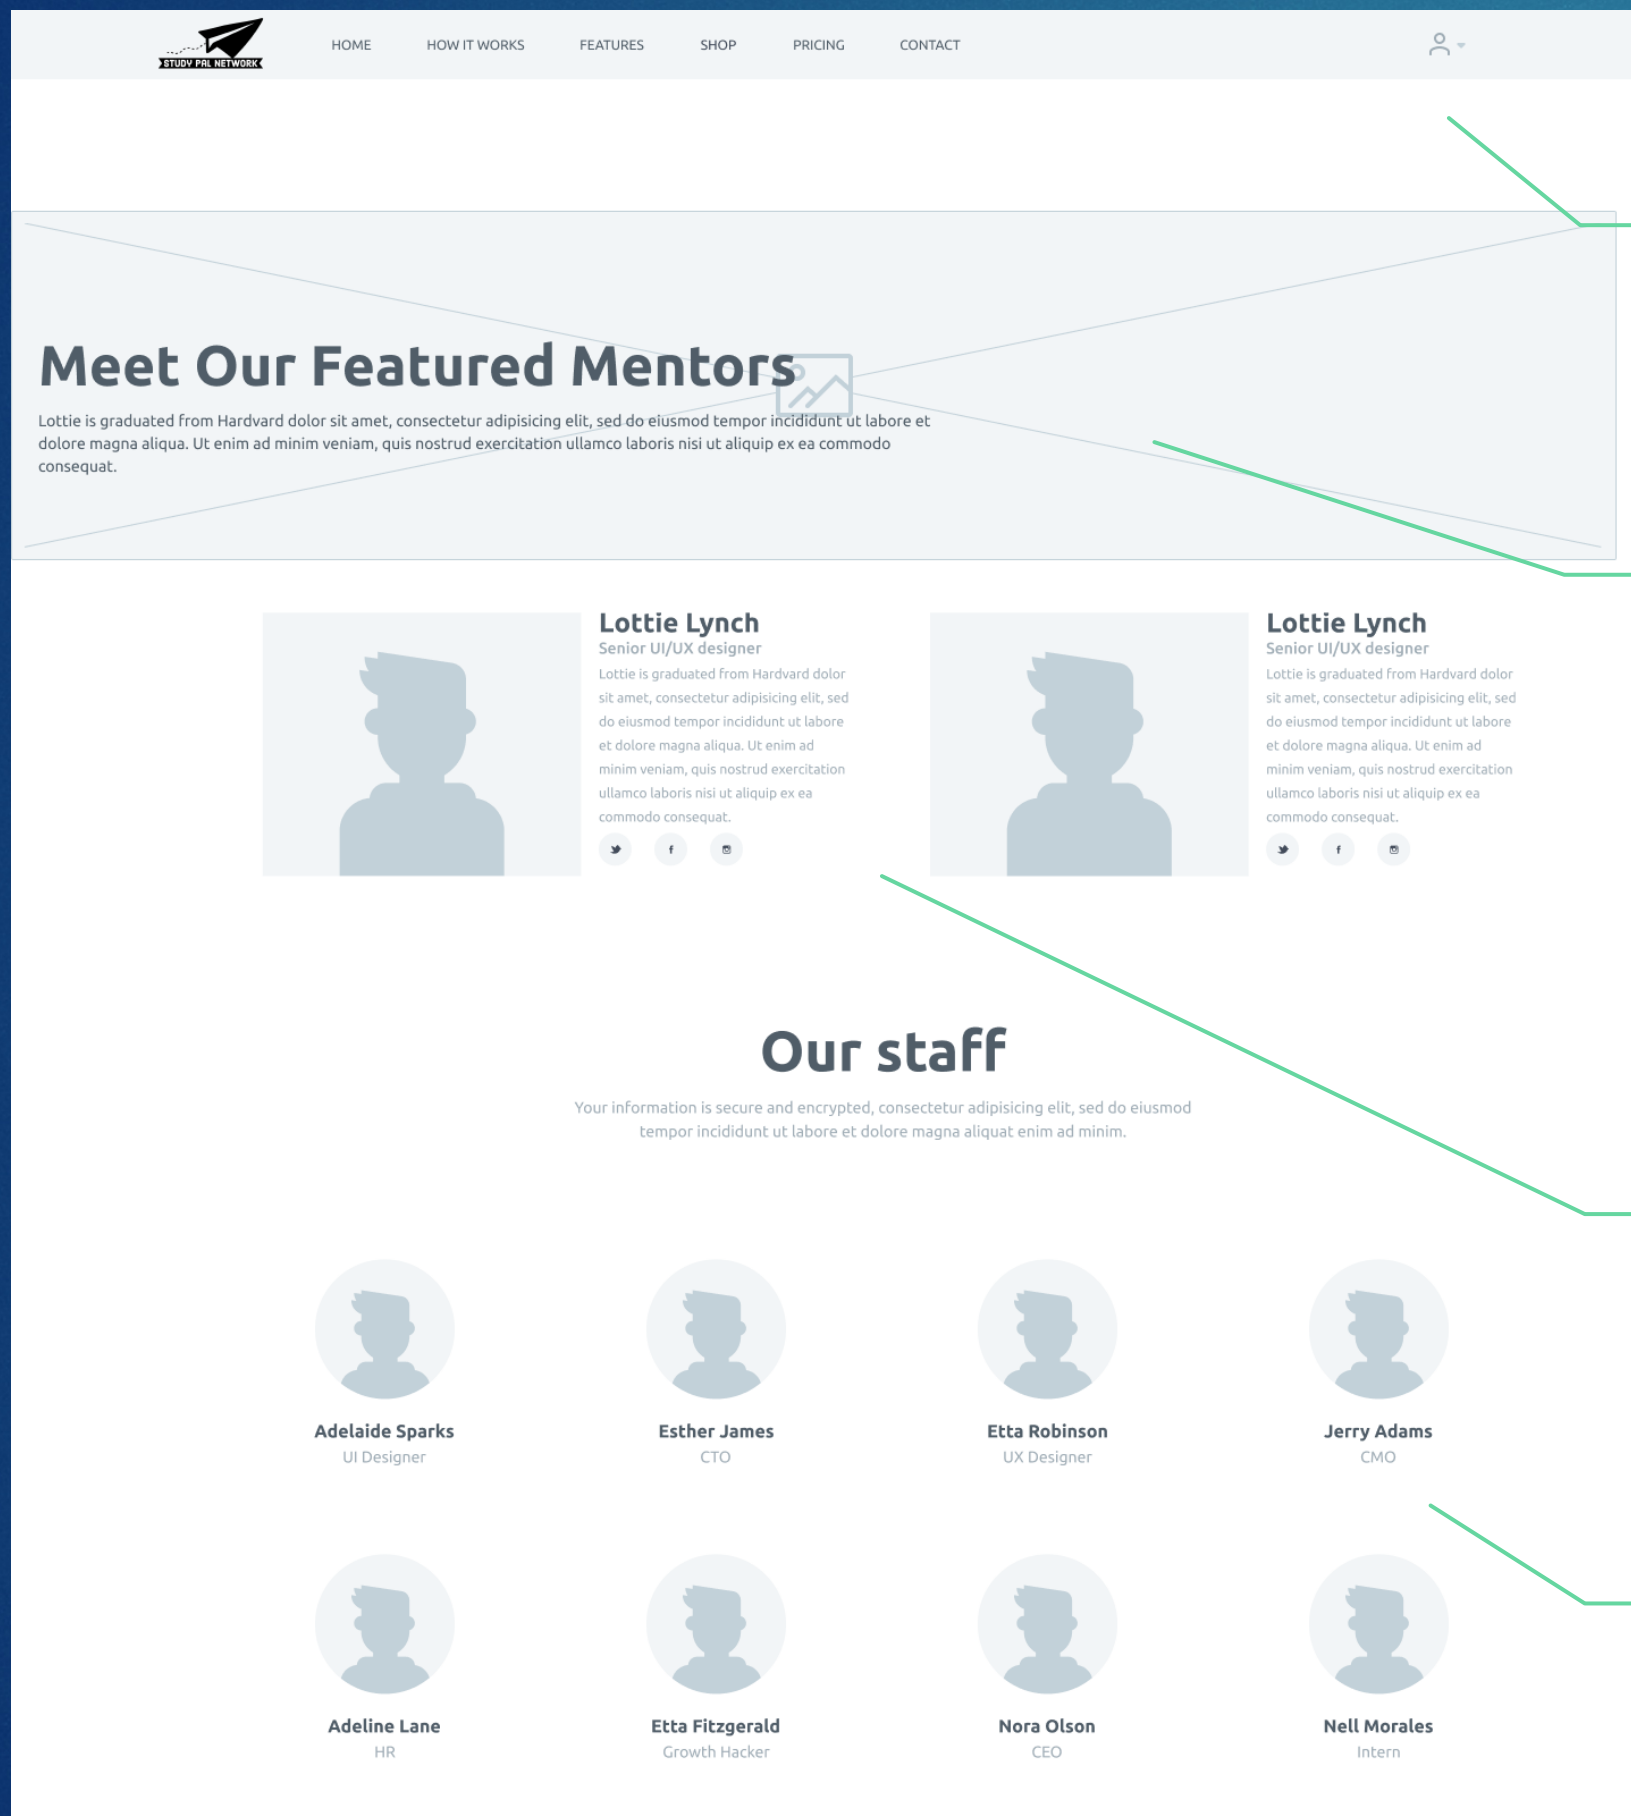 STUDY PAL NETWORK
HOME HOW IT WORKS FEATURES SHOP PRICING CONTACT
Meet Our Featured Mentors
Lottie is graduated from Hardvard dolor sit amet, consectetur adipisicing elit, sed do eiusmod tempor incididunt ut labore et
dolore magna aliqua. Ut enim ad minim veniam, quis nostrud exercitation ullamco laboris nisi ut aliquip ex ea commodo
consequat.
Lottie Lynch
Senior UI/UX designer
Lottie is graduated from Hardvard dolor
sit amet, consectetur adipisicing elit, sed
do eiusmod tempor incididunt ut labore
et dolore magna aliqua. Ut enim ad
minim veniam, quis nostrud exercitation
ullamco laboris nisi ut aliquip ex ea
commodo consequat.
Lottie Lynch
Senior UI/UX designer
Lottie is graduated from Hardvard dolor
sit amet, consectetur adipisicing elit, sed
do eiusmod tempor incididunt ut labore
et dolore magna aliqua. Ut enim ad
minim veniam, quis nostrud exercitation
ullamco laboris nisi ut aliquip ex ea
commodo consequat.
Our staff
Your information is secure and encrypted, consectetur adipisicing elit, sed do eiusmod
tempor incididunt ut labore et dolore magna aliquat enim ad minim.
Adelaide Sparks
UI Designer
Esther James
CTO
Etta Robinson
UX Designer
Jerry Adams
CMO
Adeline Lane
HR
Etta Fitzgerald
Growth Hacker
Nora Olson
CEO
Nell Morales
Intern